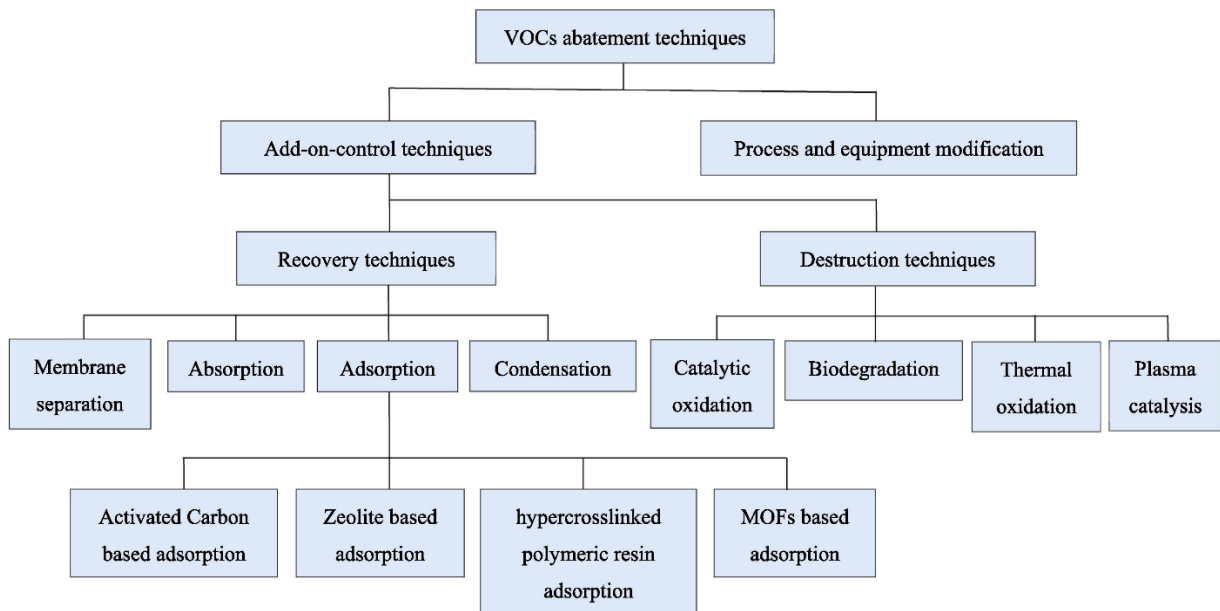 VOCs abatement techniques
Add-on-control techniques
Process and equipment modification
Recovery techniques
Destruction techniques
Membrane
separation
Absorption
Adsorption
Condensation
Catalytic
oxidation
Biodegradation
Thermal
oxidation
Plasma
catalysis
Activated Carbon
based adsorption
Zeolite based
adsorption
hypercrosslinked
polymeric resin
adsorption
MOFs based
adsorption